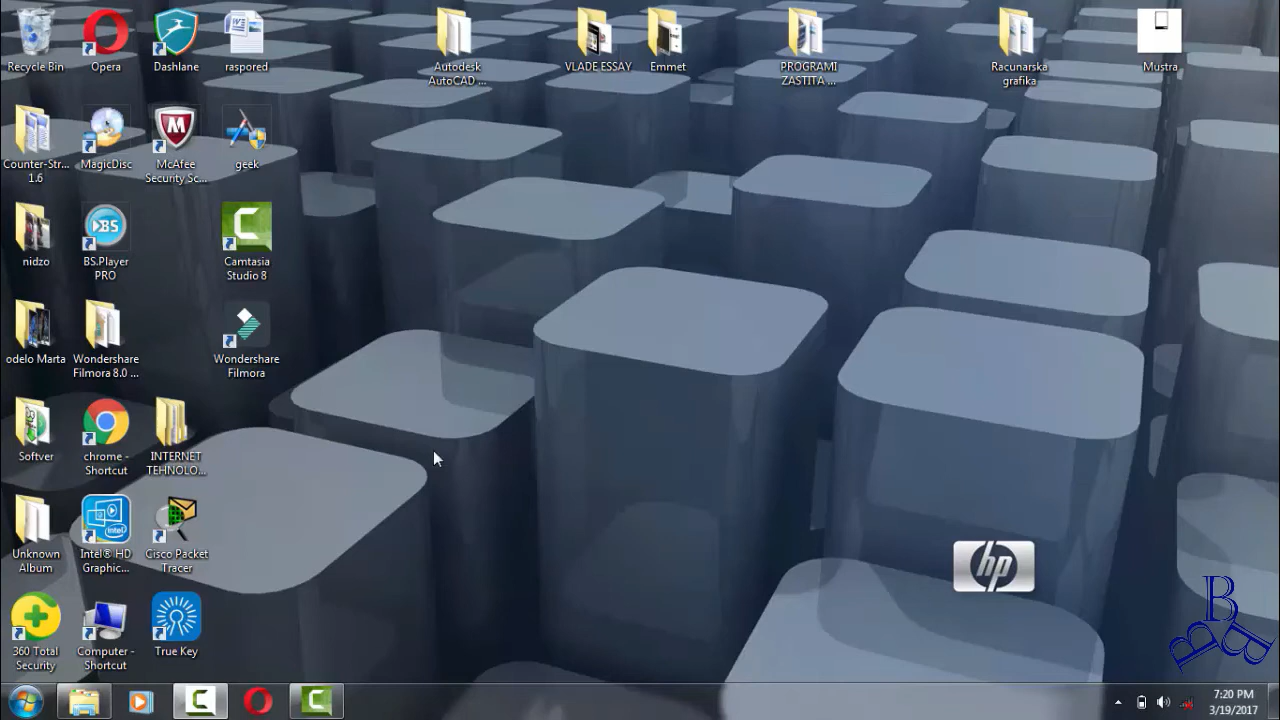 Recycle Bin
Opera
Dashlane
raspored
Autodesk
AutoCAD ...
VLADE ESSAY
Emmet
PROGRAMI
ZASTITA ...
Racunarska
grafika
Mustra
Counter-Str...
1.6
MagicDisc
McAfee
Security Sc...
geek
nidzo
BS
BS.Player
PRO
Camtasia
Studio 8
odelo Marta
Wondershare
Filmora 8.0 ...
Wondershare
Filmora
Softver
chrome -
Shortcut
INTERNET
TEHNOLO...
Unknown
Album
intel
Intel® HD
Graphic...
Cisco Packet
Tracer
hp
B
B
B
360 Total
Security
Computer -
Shortcut
True Key
7:20 PM
3/19/2017